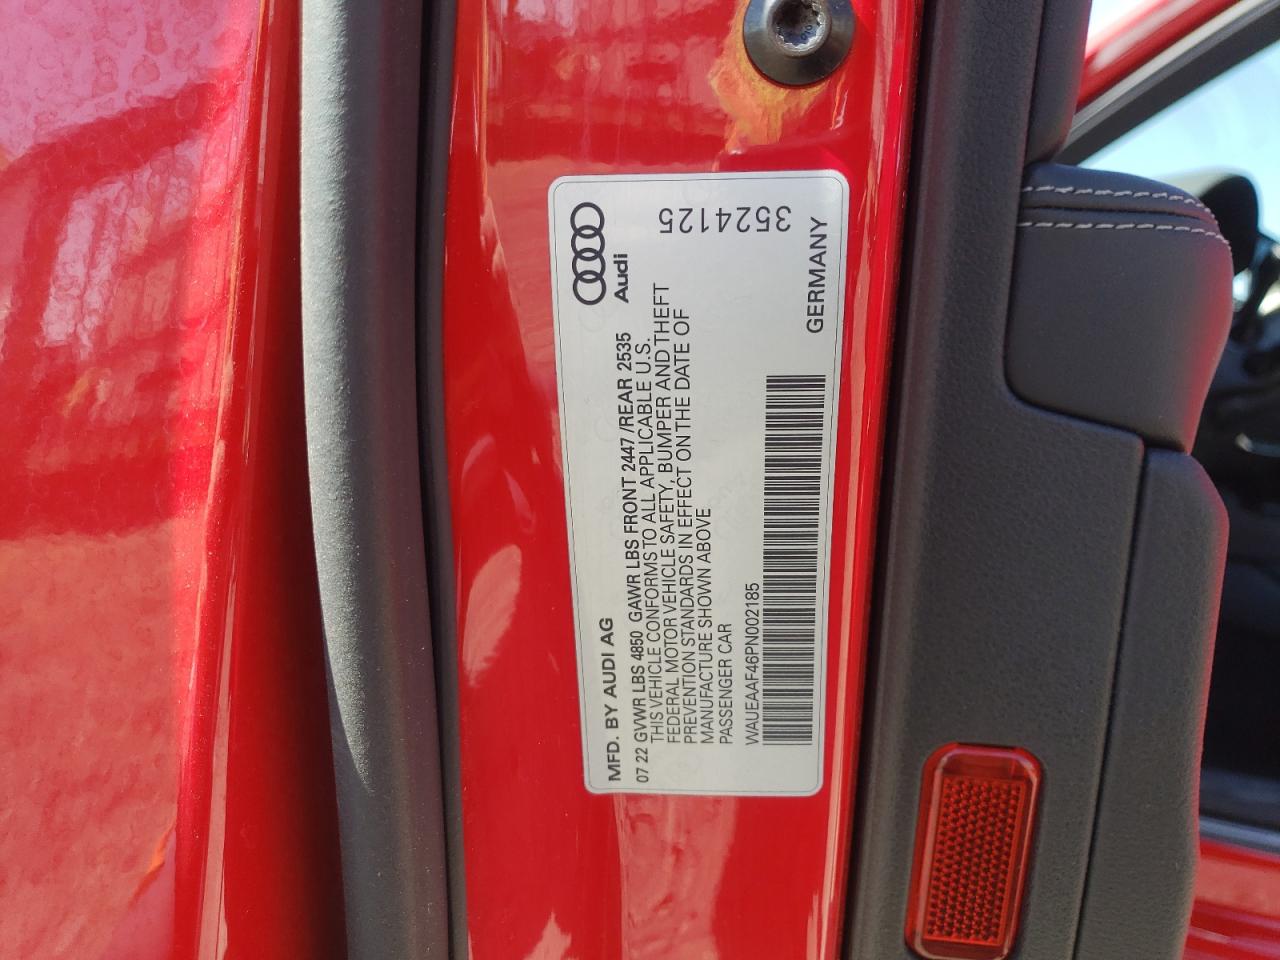 Audi
MFD. BY AUDI AG
07 22 GVWR LBS 4850 GAWR LBS FRONT 2447 /REAR 2535
THIS VEHICLE CONFORMS TO ALL APPLICABLE U.S.
FEDERAL MOTOR VEHICLE SAFETY, BUMPER AND THEFT
PREVENTION STANDARDS IN EFFECT ON THE DATE OF
MANUFACTURE SHOWN ABOVE
PASSENGER CAR
WAUEAAF46PN002185
GERMANY
3524125